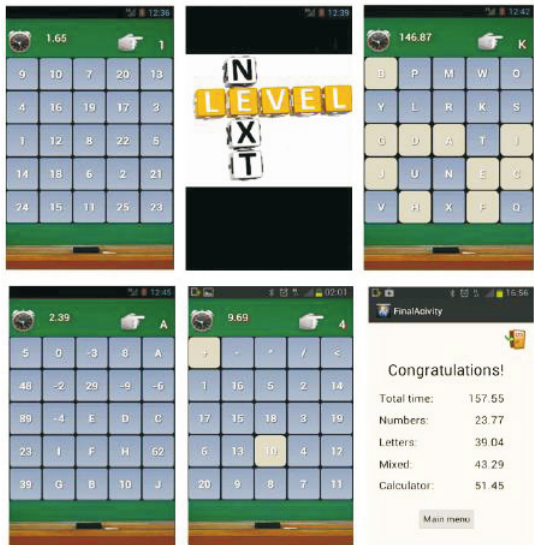 12:36
1.65 1
9 10 7 20 13
4 16 19 17 3
1 12 8 22 5
14 18 6 2 21
24 15 11 25 23
12:39
NEXT
LEVEL
12:42
146.87 K
B P M W O
Y L R K S
G D A T I
J U N E C
V H X F Q
12:45
2.39 A
5 0 -3 8 A
48 -2 29 -9 -6
89 -4 E D C
23 I F H 62
39 G B 10 J
02:01
9.69 4
+ - * / <
1 16 5 2 14
17 15 18 3 19
6 13 10 4 12
20 9 8 7 11
16:56
FinalAcivity
Congratulations!
Total time: 157.55
Numbers: 23.77
Letters: 39.04
Mixed: 43.29
Calculator: 51.45
Main menu